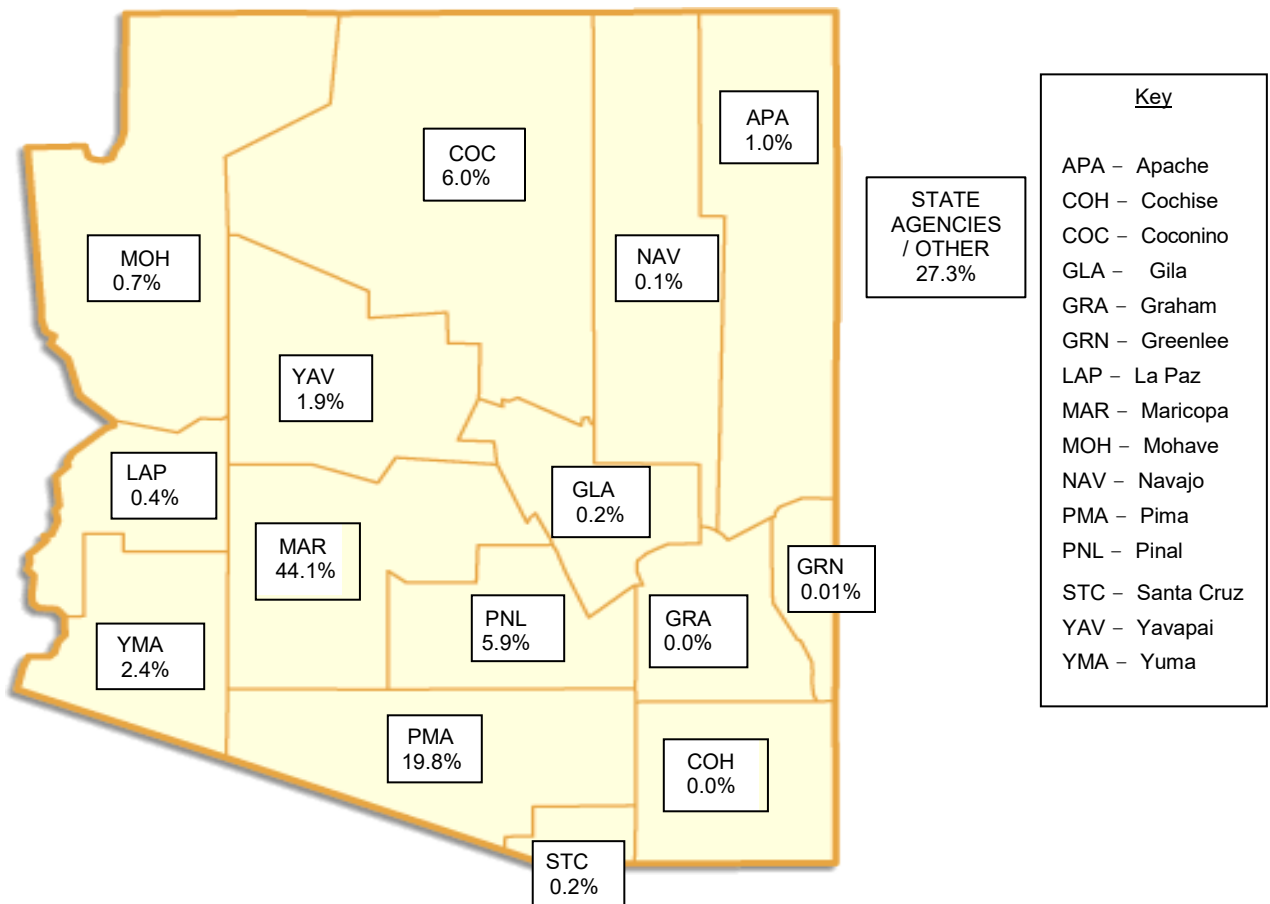 APA
1.0%
COC
6.0%
STATE
AGENCIES
/ OTHER
27.3%
MOH
0.7%
NAV
0.1%
YAV
1.9%
LAP
0.4%
GLA
0.2%
MAR
44.1%
GRN
0.01%
PNL
5.9%
GRA
0.0%
YMA
2.4%
PMA
19.8%
COH
0.0%
STC
0.2%
Key
APA – Apache
COH – Cochise
COC – Coconino
GLA – Gila
GRA – Graham
GRN – Greenlee
LAP – La Paz
MAR – Maricopa
MOH – Mohave
NAV – Navajo
PMA – Pima
PNL – Pinal
STC – Santa Cruz
YAV – Yavapai
YMA – Yuma